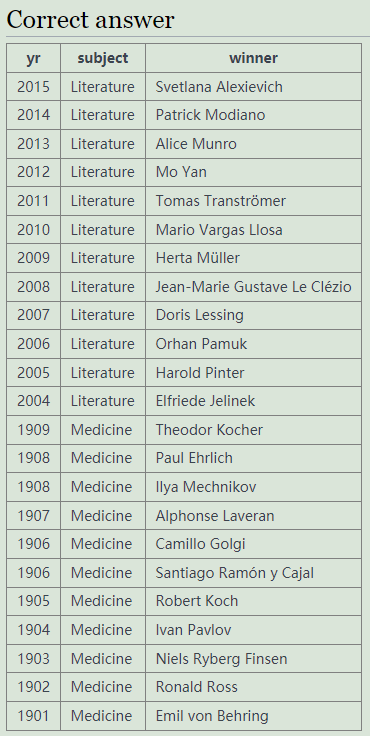 Correct answer
yr subject winner
2015 Literature Svetlana Alexievich
2014 Literature Patrick Modiano
2013 Literature Alice Munro
2012 Literature Mo Yan
2011 Literature Tomas Tranströmer
2010 Literature Mario Vargas Llosa
2009 Literature Herta Müller
2008 Literature Jean-Marie Gustave Le Clézio
2007 Literature Doris Lessing
2006 Literature Orhan Pamuk
2005 Literature Harold Pinter
2004 Literature Elfriede Jelinek
1909 Medicine Theodor Kocher
1908 Medicine Paul Ehrlich
1908 Medicine Ilya Mechnikov
1907 Medicine Alphonse Laveran
1906 Medicine Camillo Golgi
1906 Medicine Santiago Ramón y Cajal
1905 Medicine Robert Koch
1904 Medicine Ivan Pavlov
1903 Medicine Niels Ryberg Finsen
1902 Medicine Ronald Ross
1901 Medicine Emil von Behring